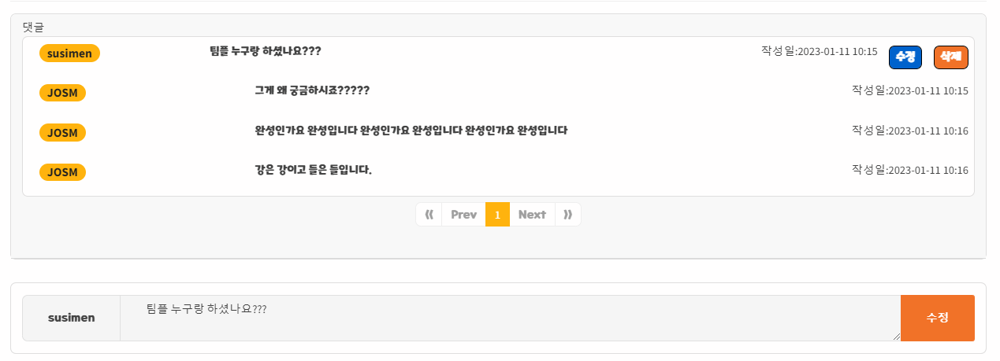 댓글
susimen 팀플 누구랑 하셨나요??? 작성일:2023-01-11 10:15 수정 삭제
JOSM 그게 왜 궁금하시죠????? 작성일:2023-01-11 10:15
JOSM 완성인가요 완성입니다 완성인가요 완성입니다 완성인가요 완성입니다 작성일:2023-01-11 10:16
JOSM 강은 강이고 들은 들입니다. 작성일:2023-01-11 10:16
⟪ Prev 1 Next ⟫
susimen 팀플 누구랑 하셨나요??? 수정